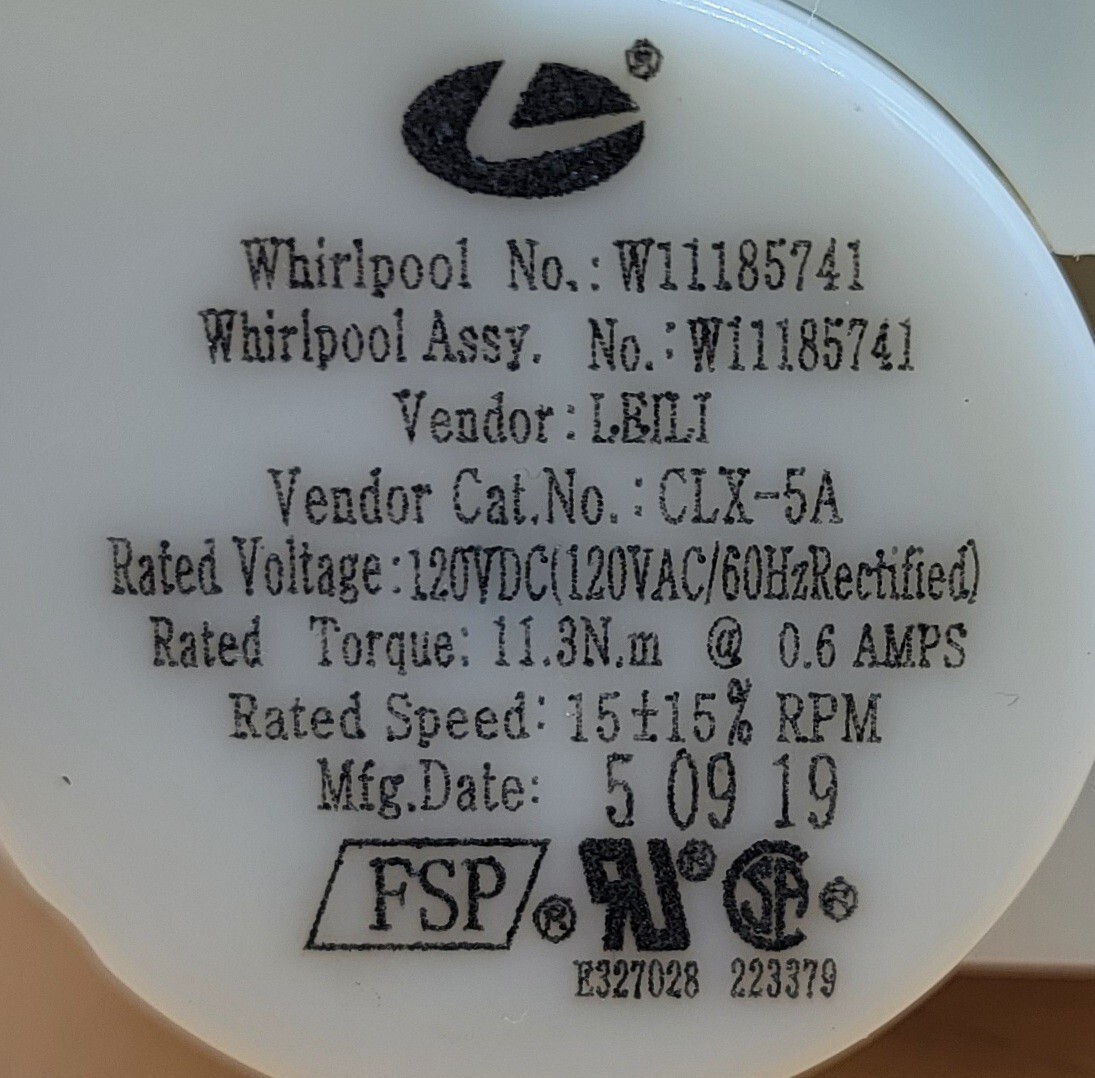 ®
Whirlpool No.: W11185741
Whirlpool Assy. No.: W11185741
Vendor: LEILI
Vendor Cat.No.: CLX-5A
Rated Voltage:120VDC(120VAC/60HzRectified)
Rated Torque: 11.3N.m @ 0.6 AMPS
Rated Speed: 15±15% RPM
Mfg.Date: 5 09 19
FSP® RU® SA®
E327028 223379